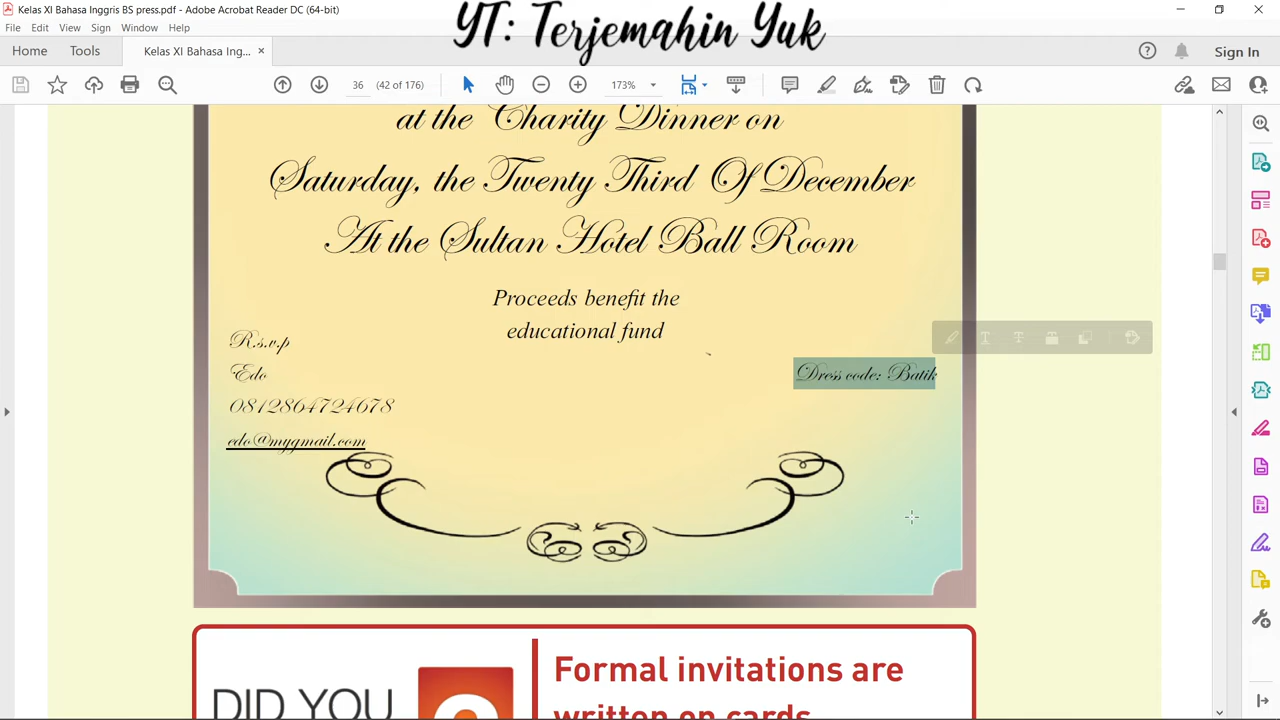 Kelas XI Bahasa Inggris BS press.pdf - Adobe Acrobat Reader DC (64-bit)
YT: Terjemahin Yuk
File Edit View Sign Window Help
Home Tools Kelas XI Bahasa Ingg... × Sign In
36 (42 of 176) 173%
at the Charity Dinner on
Saturday, the Twenty Third Of December
At the Sultan Hotel Ball Room
Proceeds benefit the
educational fund
R.s.v.p
Edo
0812864724678
edo@mygmail.com
Dress code: Batik
DID YOU
Formal invitations are
written on cards